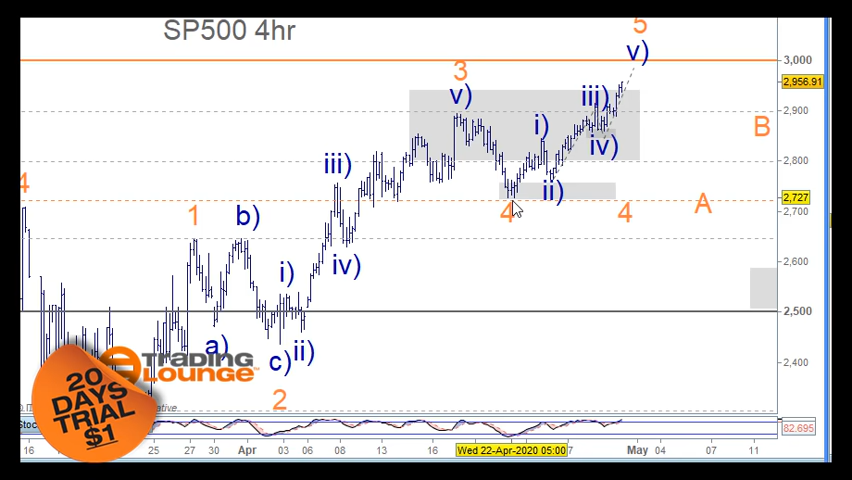 SP500 4hr
5
v)
3,000
3
v)
2,956.91
iii)
2,900
i)
B
iv)
iii)
2,800
4
ii)
2,727
4
4
A
1
b)
2,700
iv)
i)
2,600
2,500
a)
c)
ii)
2,400
2
TRADING
LOUNGE
20
DAYS
TRIAL
$1
Stoc
82.695
16
25
27
30
Apr
03
06
08
13
16
Wed 22-Apr-2020 05:00
7
May
04
07
11